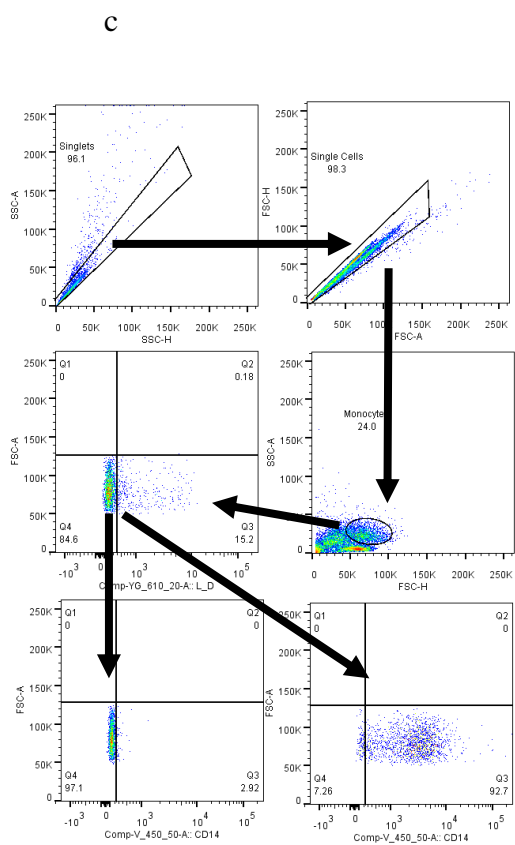 c
250K
200K
150K
100K
50K
0
SSC-A
Singlets
96.1
0 50K 100K 150K 200K 250K
SSC-H
250K
200K
150K
100K
50K
0
FSC-H
Single Cells
98.3
0 50K 100K 150K 200K 250K
FSC-A
250K
200K
150K
100K
50K
0
FSC-A
Q1
0
Q2
0.18
Q4
84.6
Q3
15.2
-10³ 10³ 10⁴ 10⁵
Comp-YG_610_20-A:: L_D
250K
200K
150K
100K
50K
0
SSC-A
Monocyte
24.0
0 50K 100K 150K 200K 250K
FSC-H
250K
200K
150K
100K
50K
0
FSC-A
Q1
0
Q2
0
Q4
97.1
Q3
2.92
-10³ 0 10³ 10⁴ 10⁵
Comp-V_450_50-A:: CD14
250K
200K
150K
100K
50K
0
FSC-A
Q1
0
Q2
0
Q4
7.26
Q3
92.7
-10³ 0 10³ 10⁴ 10⁵
Comp-V_450_50-A:: CD14